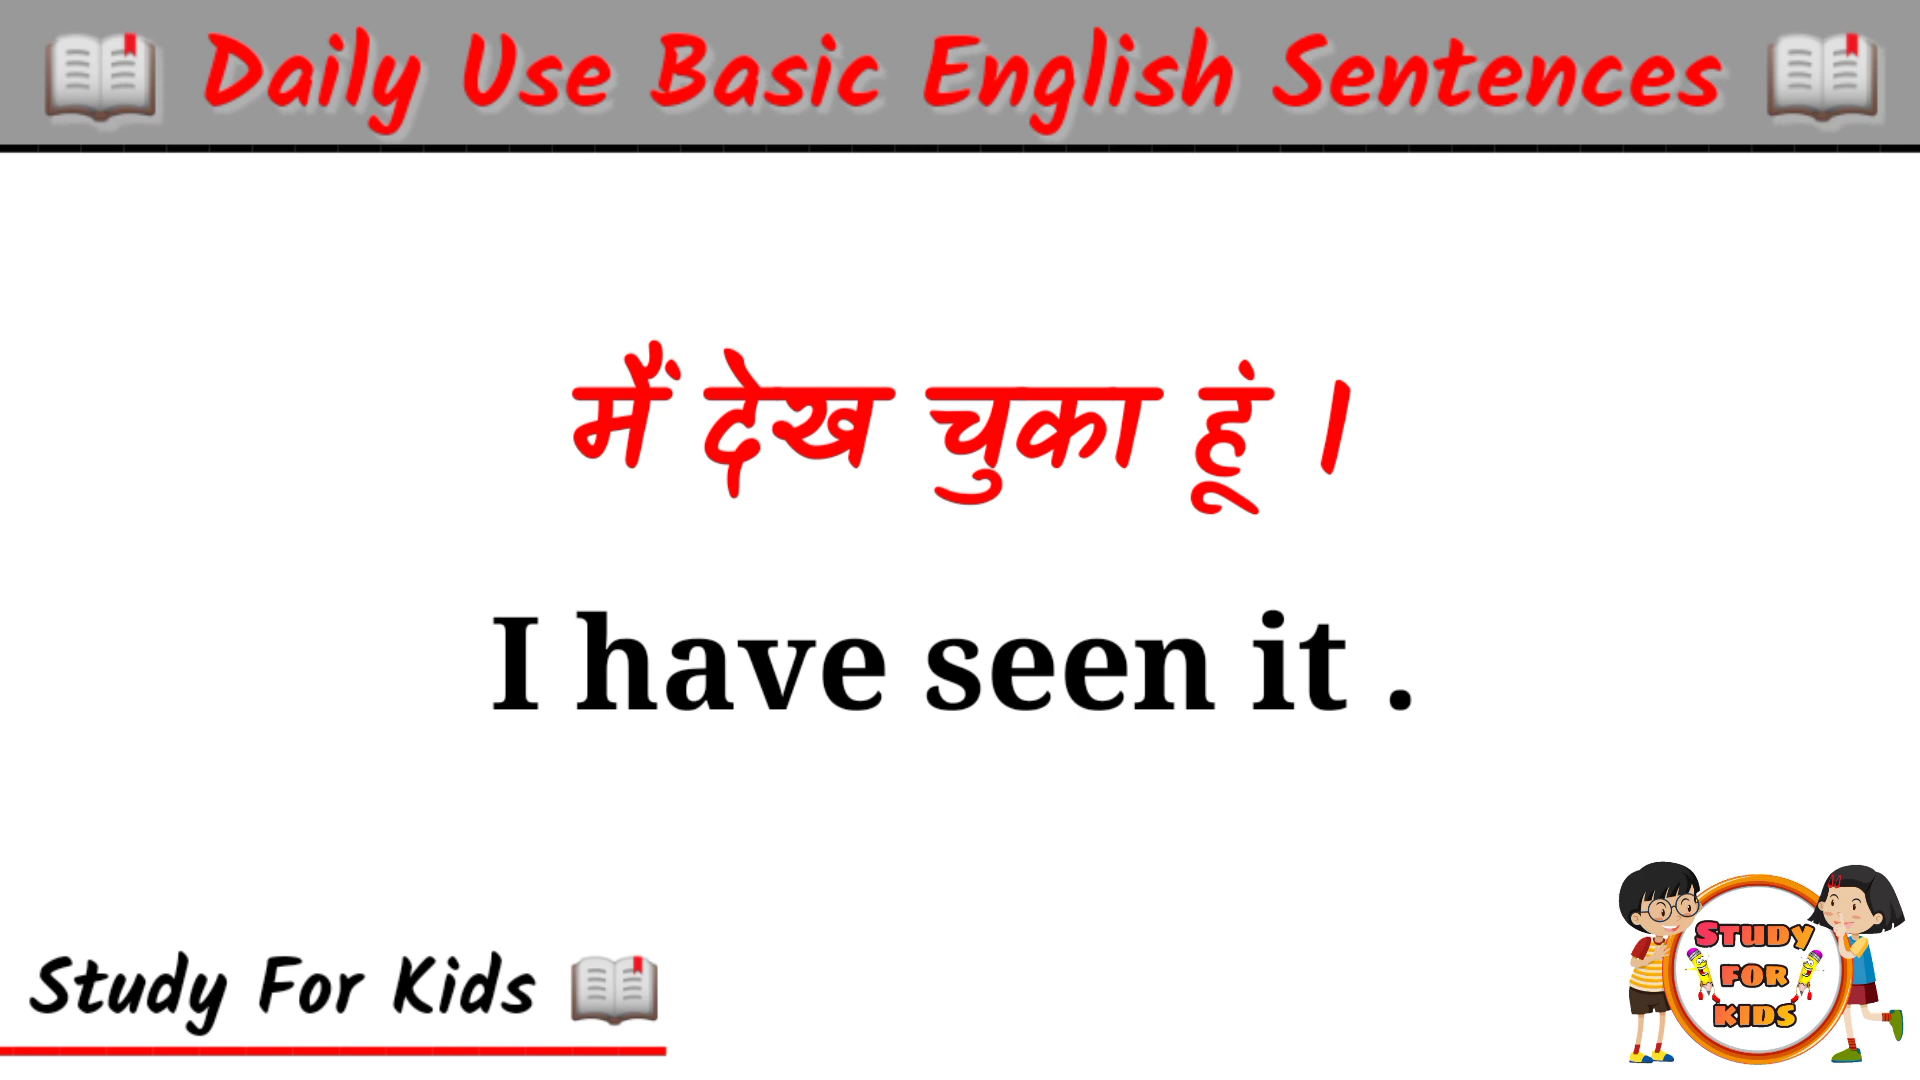 📖 Daily Use Basic English Sentences 📖
मैं देख चुका हूं ।
I have seen it .
Study For Kids 📖
STUDY
FOR
KIDS